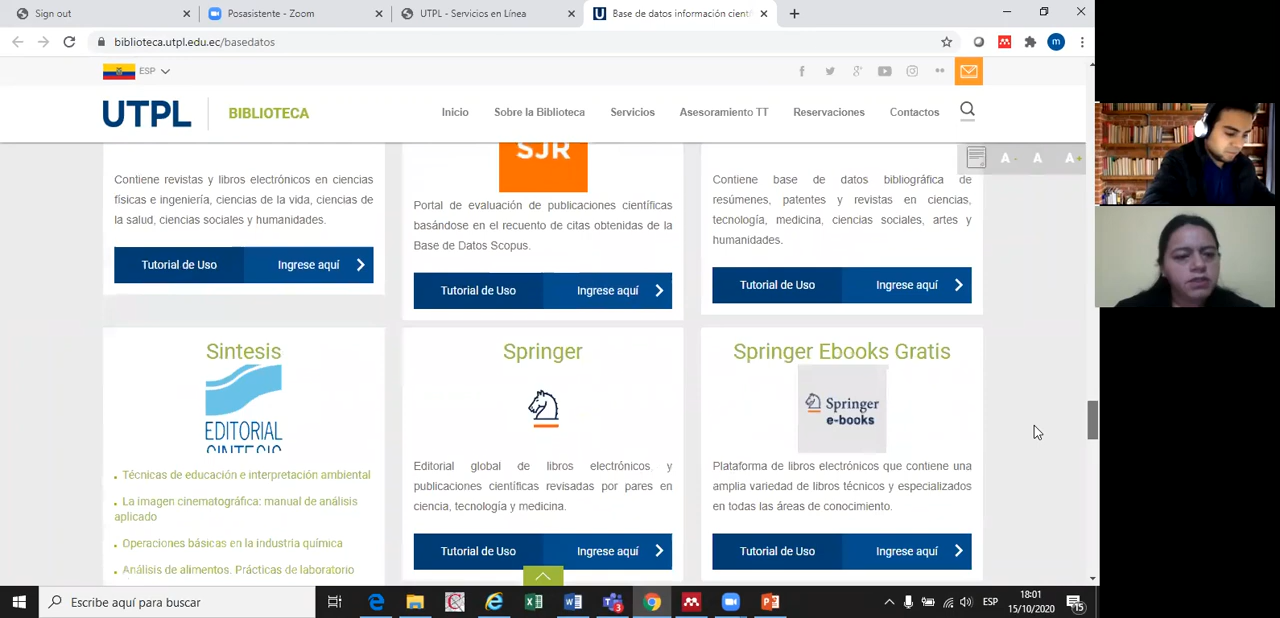 Sign out
Posasistente - Zoom
UTPL - Servicios en Línea
Base de datos información cientí
biblioteca.utpl.edu.ec/basedatos
m
ESP
UTPL
BIBLIOTECA
Inicio
Sobre la Biblioteca
Servicios
Asesoramiento TT
Reservaciones
Contactos
A- A A+
Contiene revistas y libros electrónicos en ciencias
físicas e ingeniería, ciencias de la vida, ciencias de
la salud, ciencias sociales y humanidades.
Tutorial de Uso
Ingrese aquí
SJR
Portal de evaluación de publicaciones científicas
basándose en el recuento de citas obtenidas de la
Base de Datos Scopus.
Tutorial de Uso
Ingrese aquí
Contiene base de datos bibliográfica de
resúmenes, patentes y revistas en ciencias,
tecnología, medicina, ciencias sociales, artes y
humanidades.
Tutorial de Uso
Ingrese aquí
Sintesis
EDITORIAL
SINTESIS
Técnicas de educación e interpretación ambiental
La imagen cinematográfica: manual de análisis
aplicado
Operaciones básicas en la industria química
Análisis de alimentos. Prácticas de laboratorio
Springer
Editorial global de libros electrónicos y
publicaciones científicas revisadas por pares en
ciencia, tecnología y medicina.
Tutorial de Uso
Ingrese aquí
Springer Ebooks Gratis
Springer
e-books
Plataforma de libros electrónicos que contiene una
amplia variedad de libros técnicos y especializados
en todas las áreas de conocimiento.
Tutorial de Uso
Ingrese aquí
Escribe aquí para buscar
3
ESP
18:01
15/10/2020
15